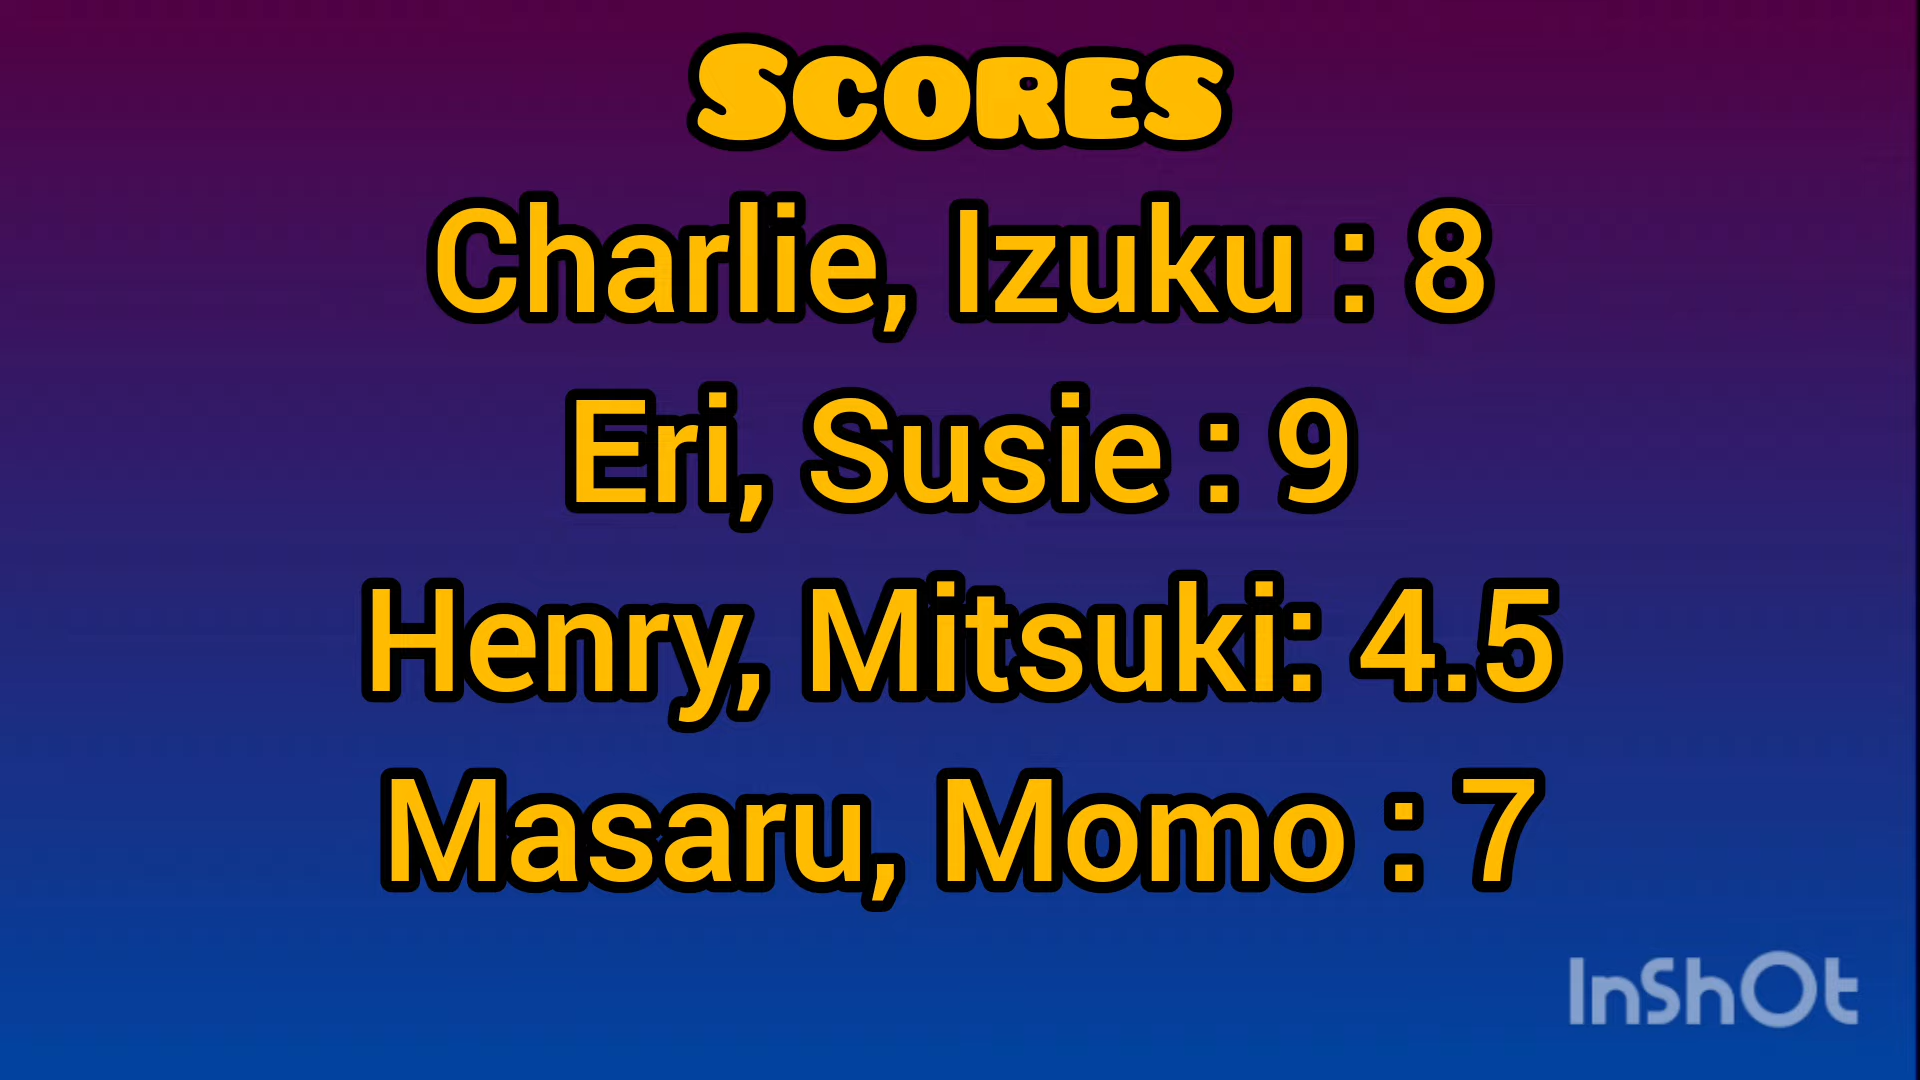 Scores
Charlie, Izuku : 8
Eri, Susie : 9
Henry, Mitsuki: 4.5
Masaru, Momo : 7
InShOt